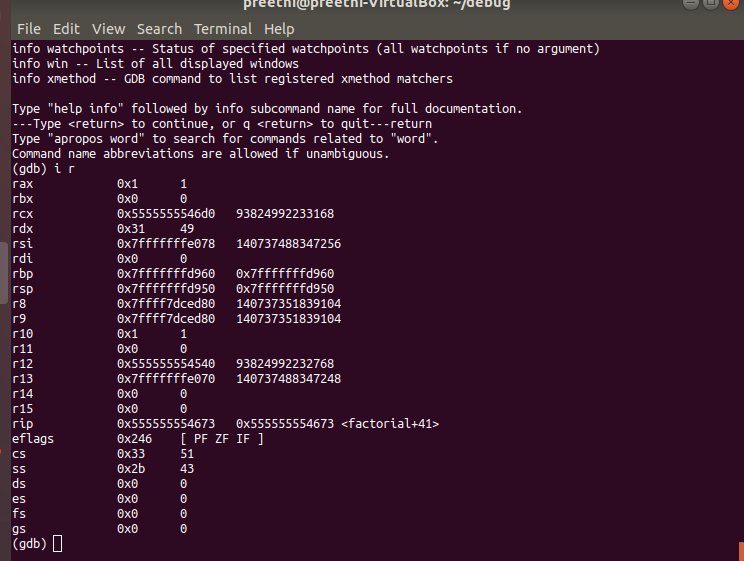 preethi@preethi-VirtualBox: ~/debug
File Edit View Search Terminal Help
info watchpoints -- Status of specified watchpoints (all watchpoints if no argument)
info win -- List of all displayed windows
info xmethod -- GDB command to list registered xmethod matchers
Type "help info" followed by info subcommand name for full documentation.
---Type <return> to continue, or q <return> to quit---return
Type "apropos word" to search for commands related to "word".
Command name abbreviations are allowed if unambiguous.
(gdb) i r
rax 0x1 1
rbx 0x0 0
rcx 0x5555555546d0 93824992233168
rdx 0x31 49
rsi 0x7fffffffe078 140737488347256
rdi 0x0 0
rbp 0x7fffffffd960 0x7fffffffd960
rsp 0x7fffffffd950 0x7fffffffd950
r8 0x7ffff7dced80 140737351839104
r9 0x7ffff7dced80 140737351839104
r10 0x1 1
r11 0x0 0
r12 0x555555554540 93824992232768
r13 0x7fffffffe070 140737488347248
r14 0x0 0
r15 0x0 0
rip 0x555555554673 0x555555554673 <factorial+41>
eflags 0x246 [ PF ZF IF ]
cs 0x33 51
ss 0x2b 43
ds 0x0 0
es 0x0 0
fs 0x0 0
gs 0x0 0
(gdb)